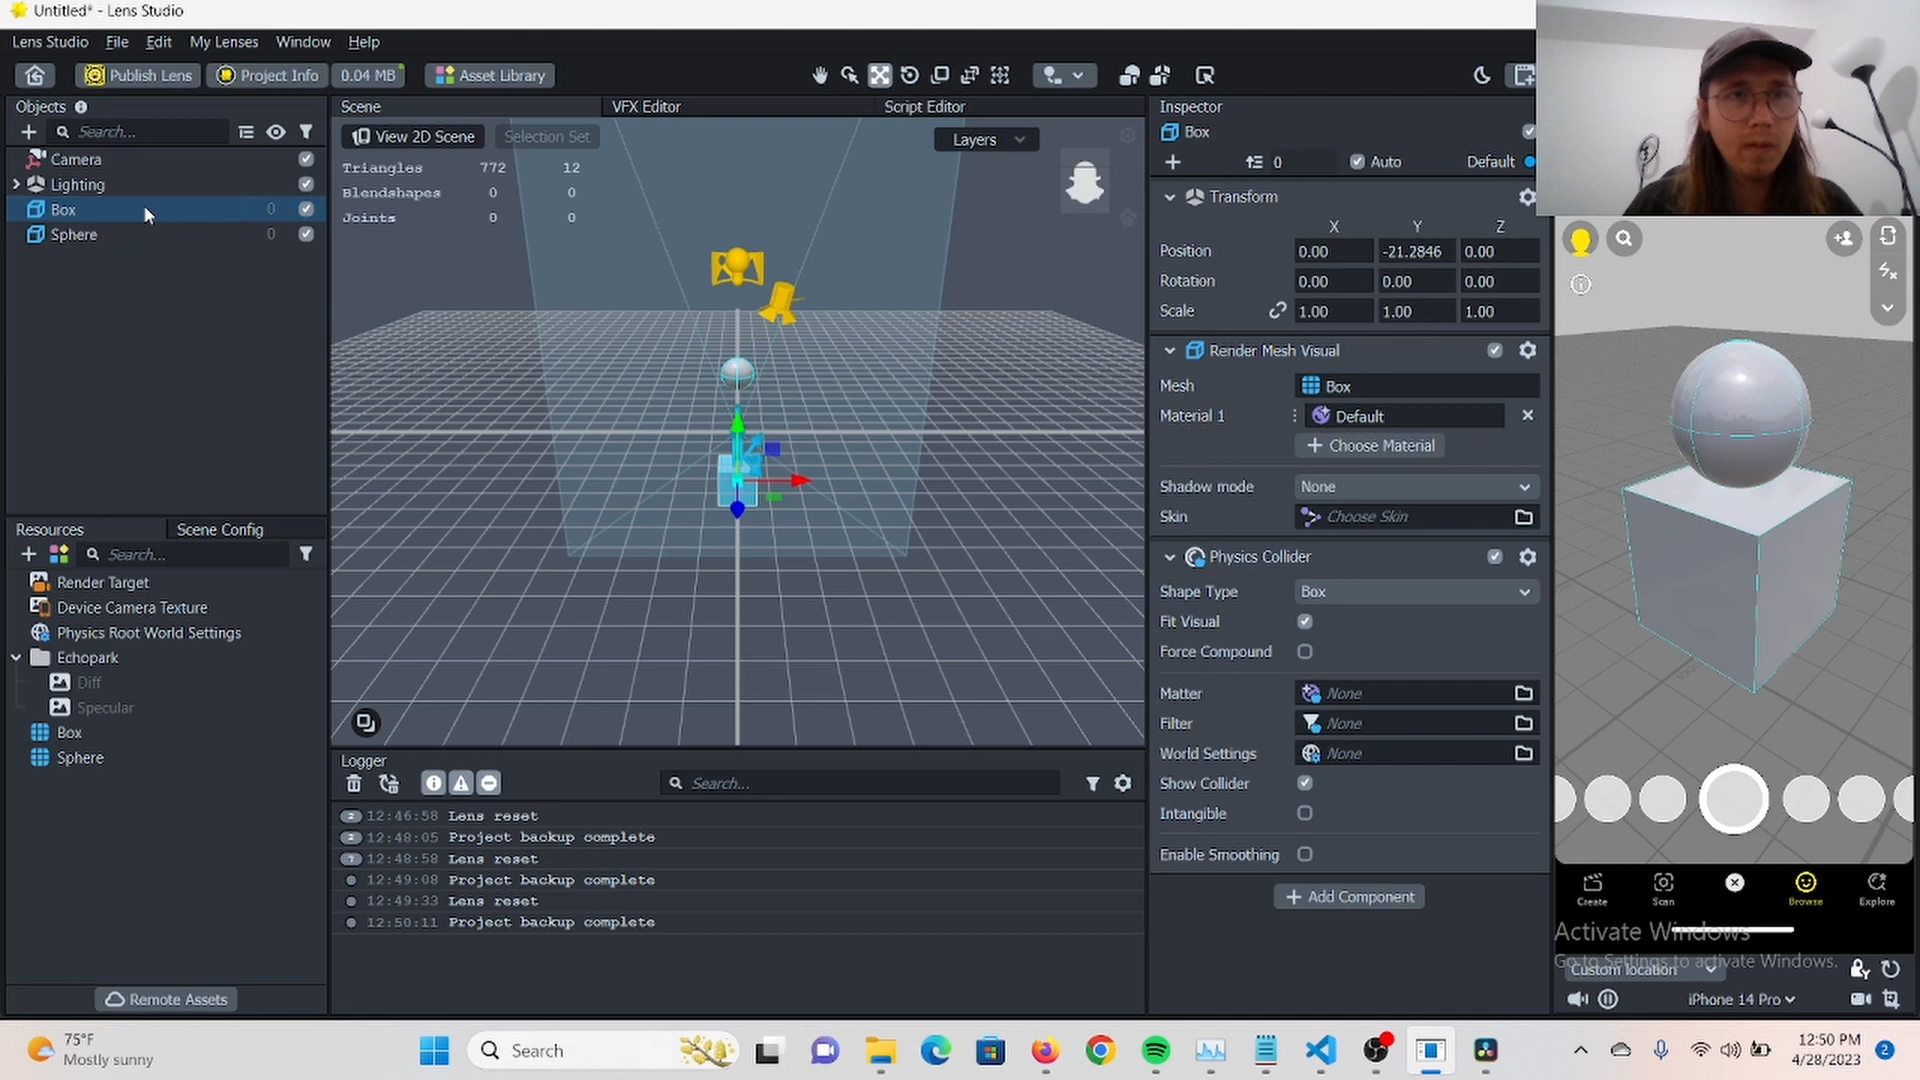 Untitled* - Lens Studio
Lens Studio File Edit My Lenses Window Help
Publish Lens Project Info 0.04 MB Asset Library
Objects
Search...
Camera
Lighting
Box 0
Sphere 0
Resources Scene Config
Search...
Render Target
Device Camera Texture
Physics Root World Settings
Echopark
Diff
Specular
Box
Sphere
Remote Assets
Scene VFX Editor Script Editor
View 2D Scene Selection Set Layers
Triangles 772 12
Blendshapes 0 0
Joints 0 0
Logger
Search...
2 12:46:58 Lens reset
2 12:48:05 Project backup complete
7 12:48:58 Lens reset
12:49:08 Project backup complete
12:49:33 Lens reset
12:50:11 Project backup complete
Inspector
Box
0 Auto Default
Transform
X Y Z
Position 0.00 -21.2846 0.00
Rotation 0.00 0.00 0.00
Scale 1.00 1.00 1.00
Render Mesh Visual
Mesh Box
Material 1 Default
Choose Material
Shadow mode None
Skin Choose Skin
Physics Collider
Shape Type Box
Fit Visual
Force Compound
Matter None
Filter None
World Settings None
Show Collider
Intangible
Enable Smoothing
Add Component
Create Scan Browse Explore
Activate Windows
Go to Settings to activate Windows.
Custom location
iPhone 14 Pro
75°F
Mostly sunny
Search
12:50 PM
4/28/2023
2